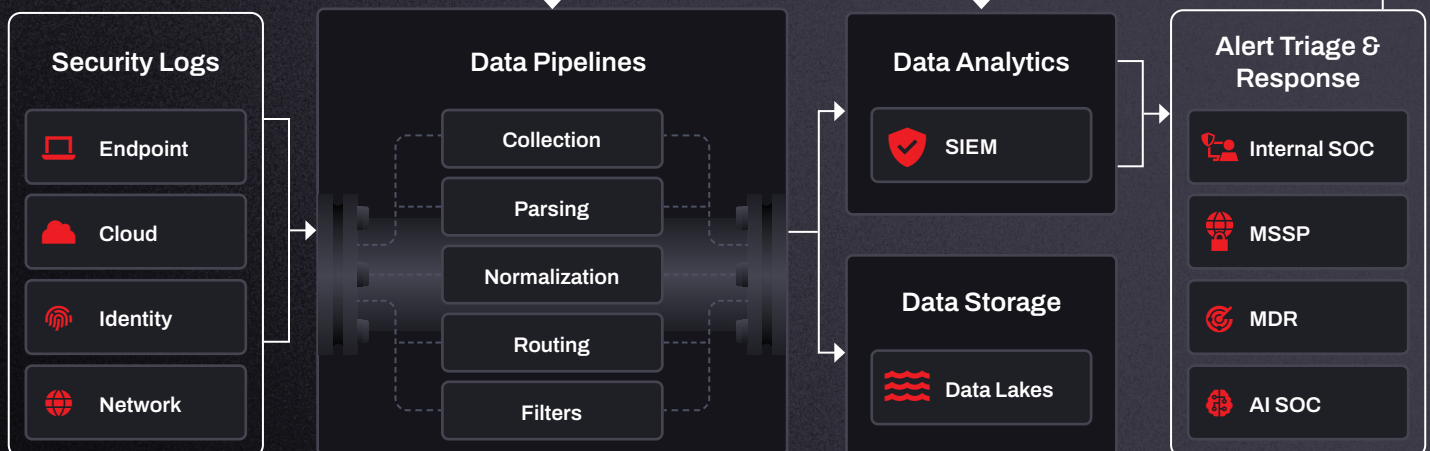 Security Logs
Endpoint
Cloud
Identity
Network
Data Pipelines
Collection
Parsing
Normalization
Routing
Filters
Data Analytics
SIEM
Data Storage
Data Lakes
Alert Triage &
Response
Internal SOC
MSSP
MDR
AI SOC